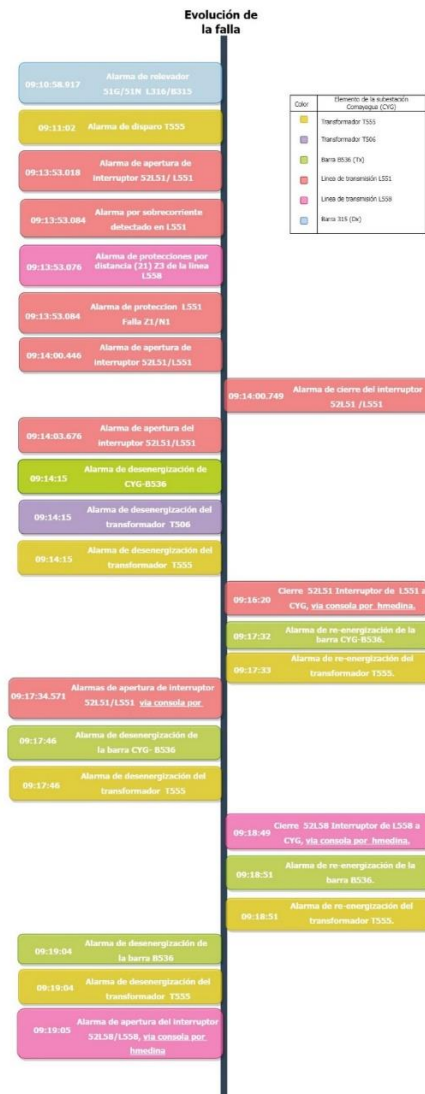 Evolución de
la falla
09:10:58.917
Alarma de relevador
51G/51N L316/B315
09:11:02
Alarma de disparo T555
09:13:53.018
Alarma de apertura de
interruptor 52L51/ L551
09:13:53.084
Alarma por sobrecorriente
detectado en L551
09:13:53.076
Alarma de protecciones por
distancia (21) Z3 de la linea
L558
09:13:53.084
Alarma de proteccion L551
Falla Z1/N1
09:14:00.446
Alarma de apertura de
interruptor 52L51/L551
09:14:00.749
Alarma de cierre del interruptor
52L51 /L551
09:14:03.676
Alarma de apertura del
interruptor 52L51/L551
09:14:15
Alarma de desenergización de
CYG-B536
09:14:15
Alarma de desenergización del
transformador T506
09:14:15
Alarma de desenergización del
transformador T555
09:16:20
Cierre 52L51 Interruptor de L551 a
CYG, via consola por hmedina.
09:17:32
Alarma de re-energización de la
barra CYG-B536.
09:17:33
Alarma de re-energización del
transformador T555.
09:17:34.571
Alarmas de apertura de interruptor
52L51/L551 via consola por
09:17:46
Alarma de desenergización de
la barra CYG- B536
09:17:46
Alarma de desenergización del
transformador T555
09:18:49
Cierre 52L58 Interruptor de L558 a
CYG, via consola por hmedina.
09:18:51
Alarma de re-energización de la
barra B536.
09:18:51
Alarma de re-energización del
transformador T555.
09:19:04
Alarma de desenergización de
la barra B536
09:19:04
Alarma de desenergización del
transformador T555
09:19:05
Alarma de apertura del interruptor
52L58/L558, via consola por
hmedina
Color
Elemento de la subestación
Comayagua (CYG)
Transformador T555
Transformador T506
Barra B536 (Tx)
Linea de transmisión L551
Linea de transmisión L558
Barra 315 (Dx)